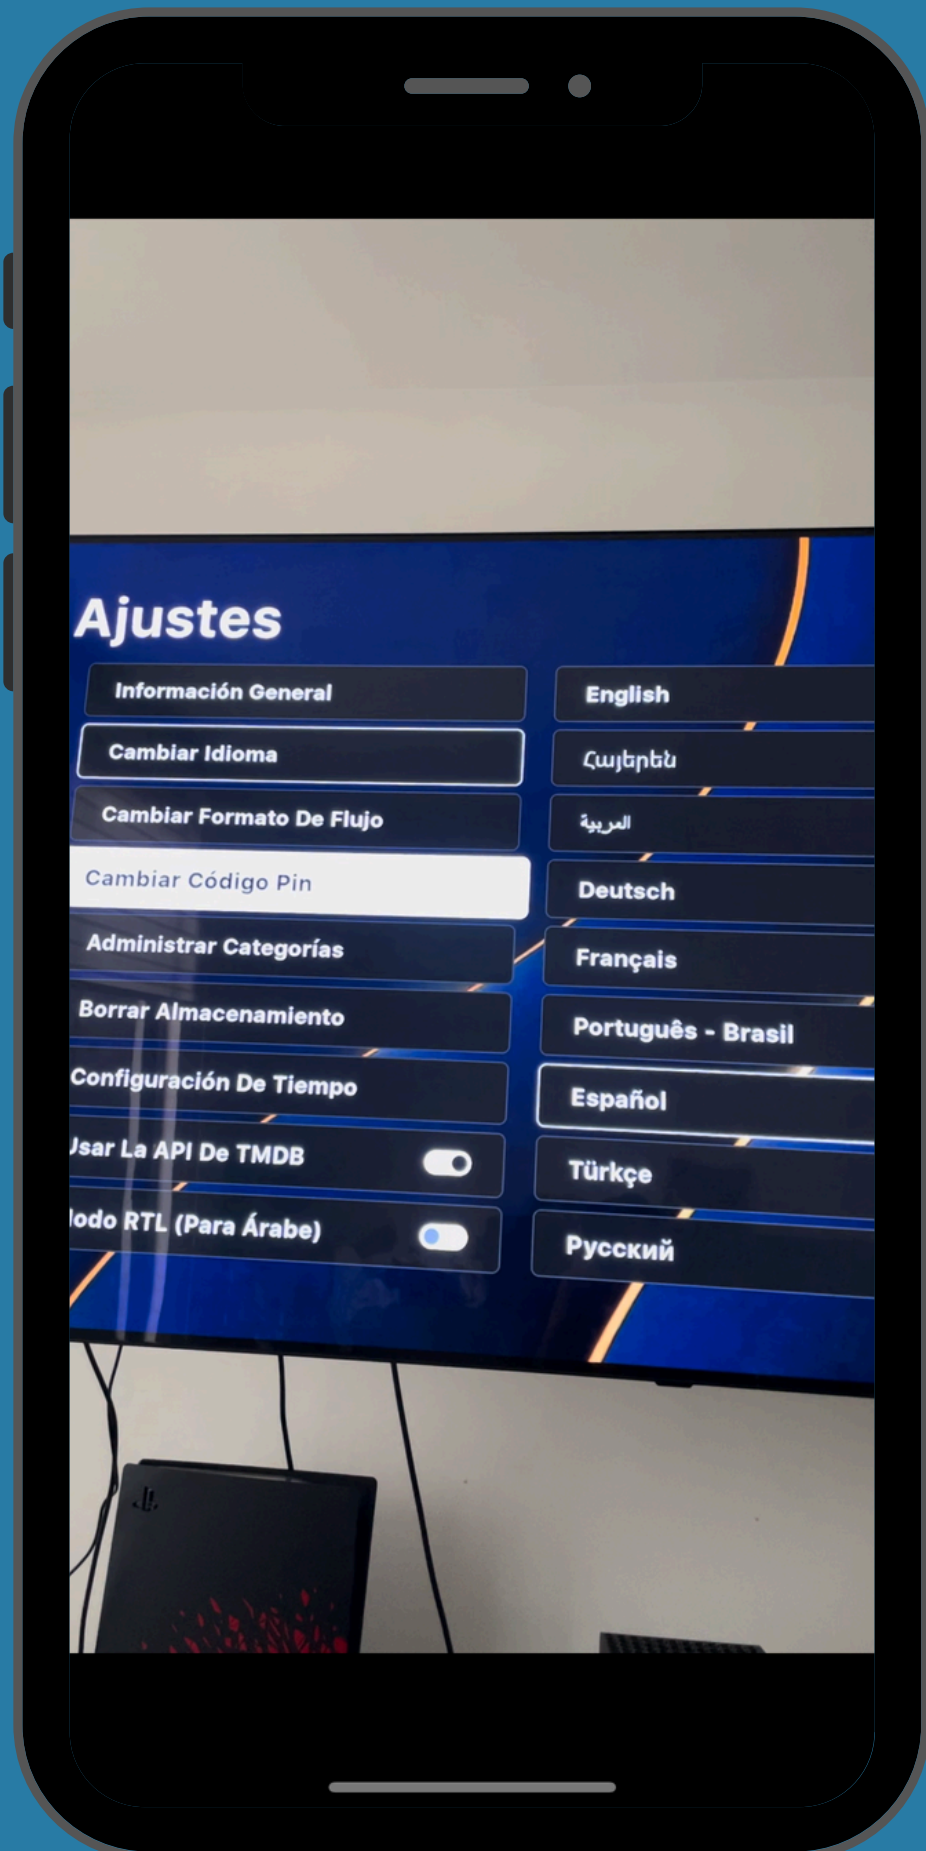 Ajustes
Información General
Cambiar Idioma
Cambiar Formato De Flujo
Cambiar Código Pin
Administrar Categorías
Borrar Almacenamiento
Configuración De Tiempo
Usar La API De TMDB
RTL (Para Árabe)
English
Հայերեն
العربية
Deutsch
Français
Português - Brasil
Español
Türkçe
Русский